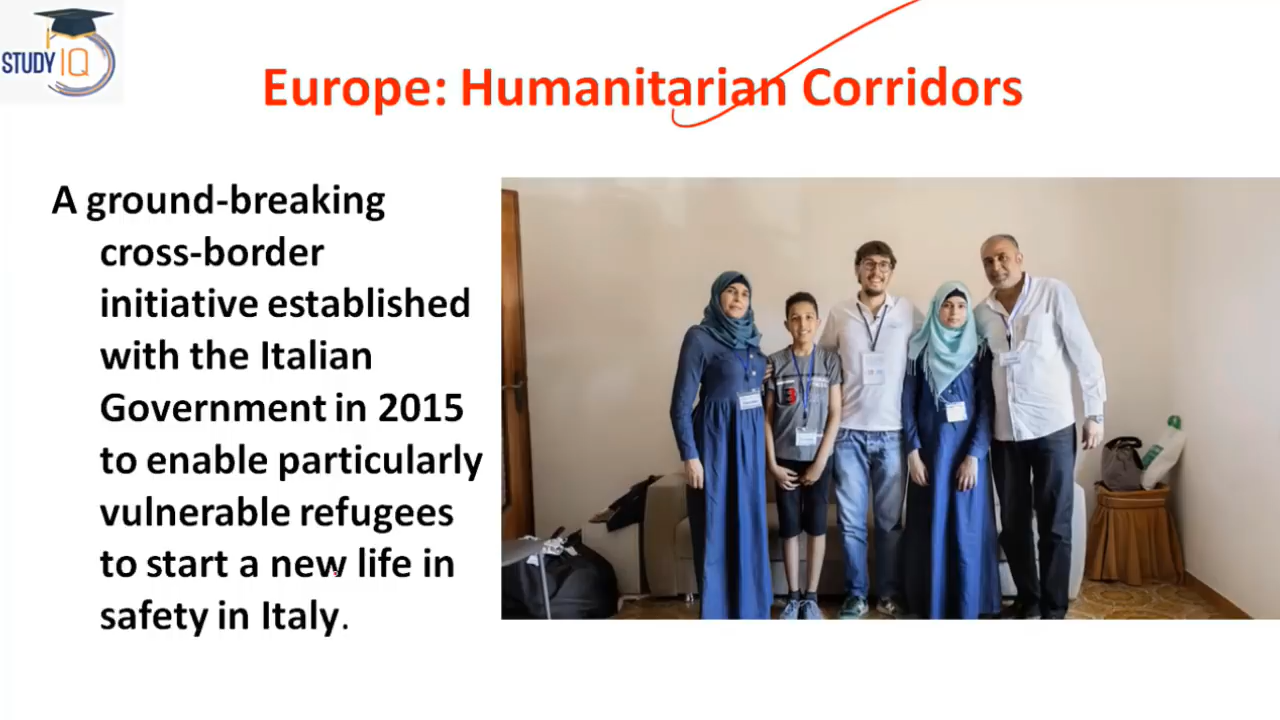 STUDY IQ
Europe: Humanitarian Corridors
A ground-breaking
cross-border
initiative established
with the Italian
Government in 2015
to enable particularly
vulnerable refugees
to start a new life in
safety in Italy.